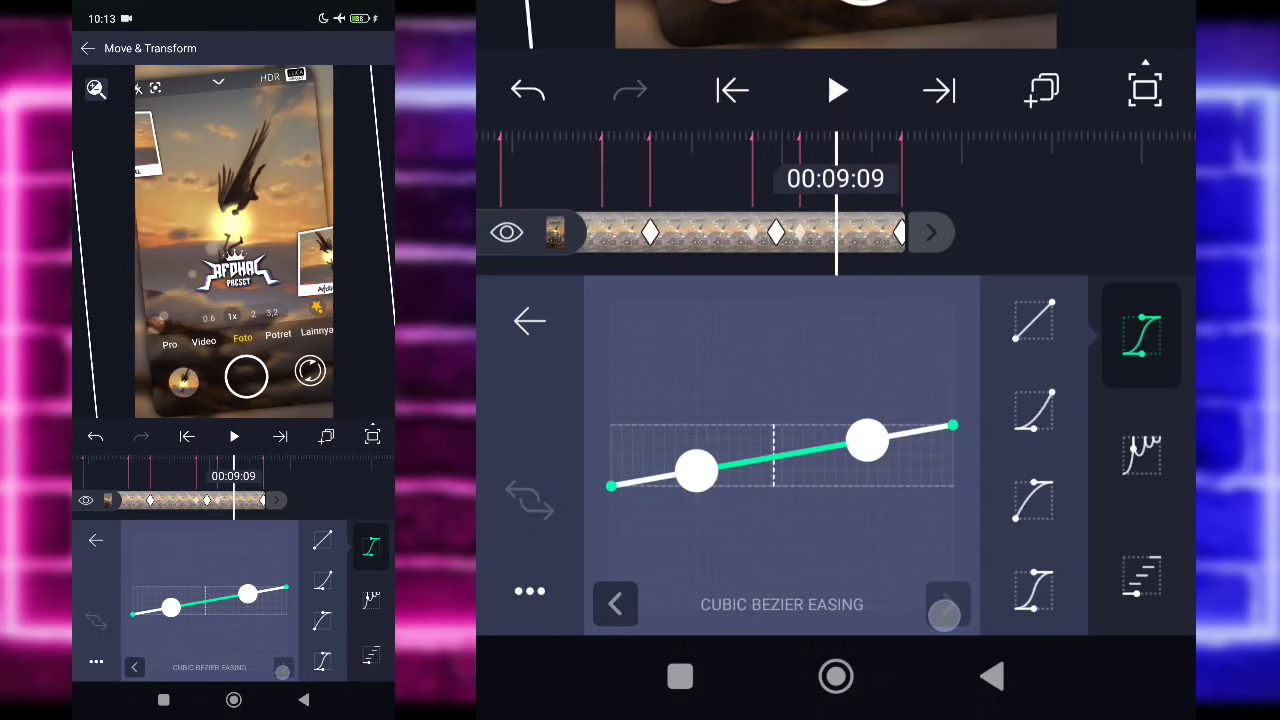 10:13
38
Move & Transform
HDR
AFDHAL
PRESET
0.6 1x 2 3,2
Pro Video Foto Potret Lainnya
00:09:09
CUBIC BEZIER EASING
00:09:09
CUBIC BEZIER EASING